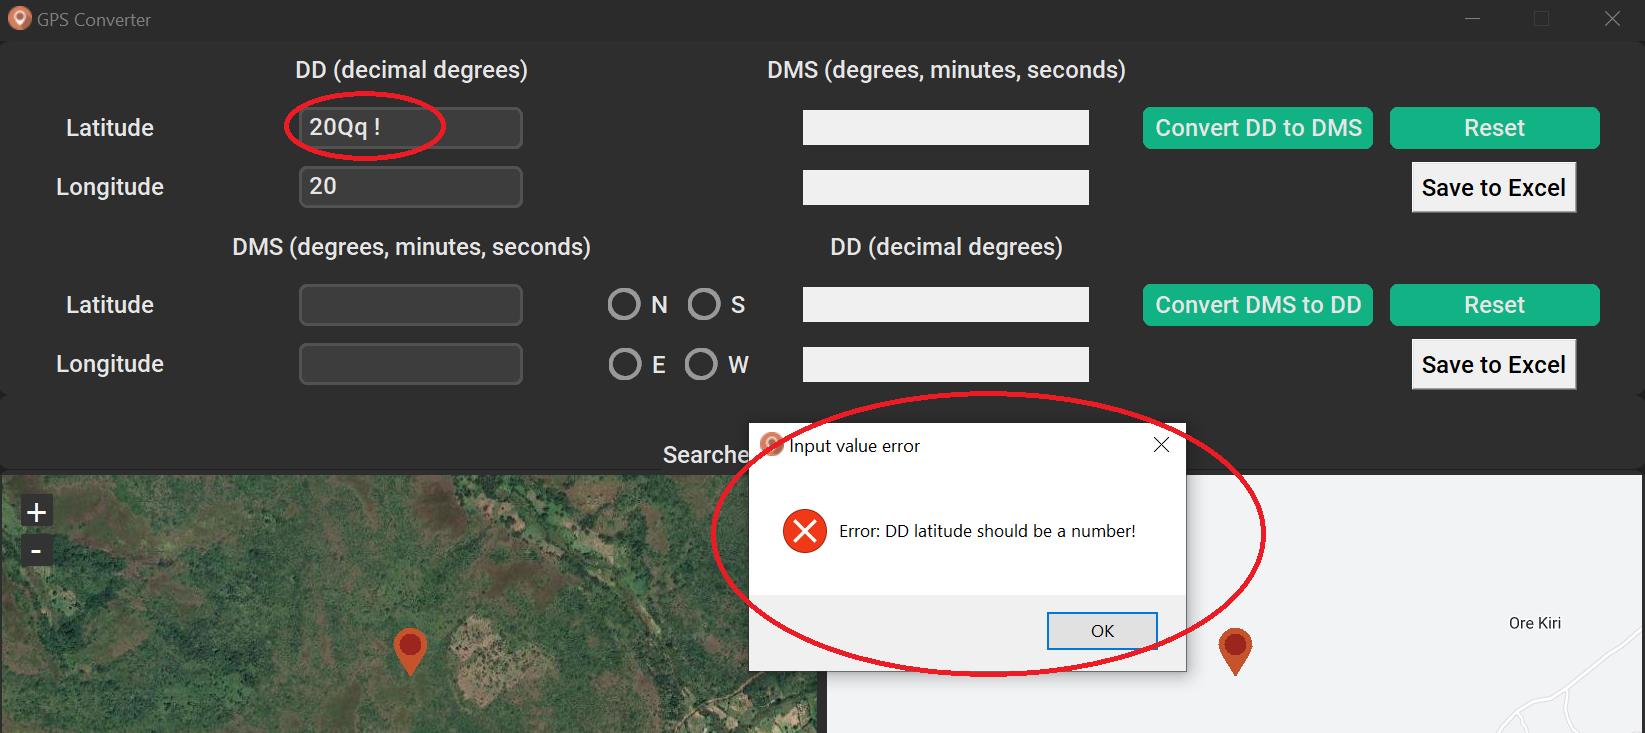 GPS Converter
DD (decimal degrees)
DMS (degrees, minutes, seconds)
Latitude
20Qq !
Convert DD to DMS
Reset
Longitude
20
Save to Excel
DMS (degrees, minutes, seconds)
DD (decimal degrees)
Latitude
N
S
Convert DMS to DD
Reset
Longitude
E
W
Save to Excel
Searche
Input value error
Error: DD latitude should be a number!
OK
+
-
Ore Kiri